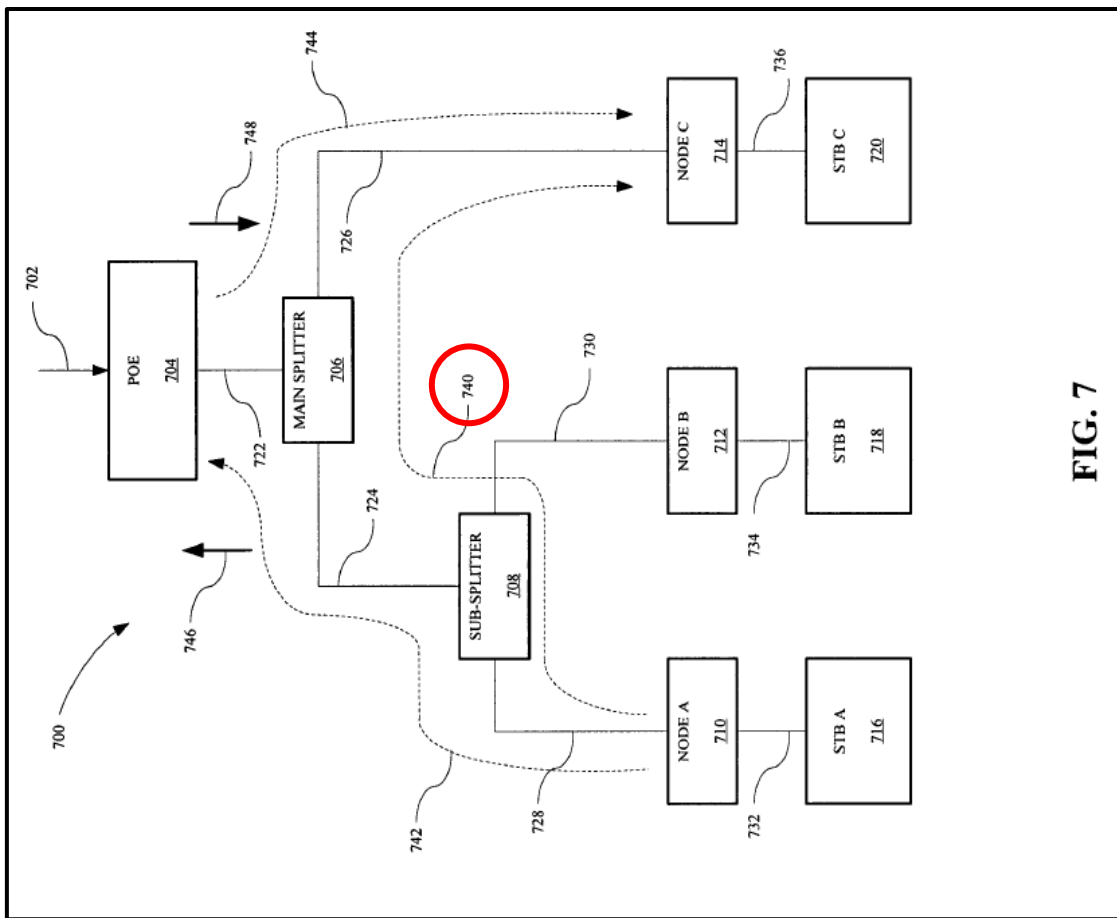 700
702
POE
704
746
748
744
722
MAIN SPLITTER
706
724
726
740
742
SUB-SPLITTER
708
730
728
NODE A
710
NODE B
712
NODE C
714
732
734
736
STB A
716
STB B
718
STB C
720
FIG. 7